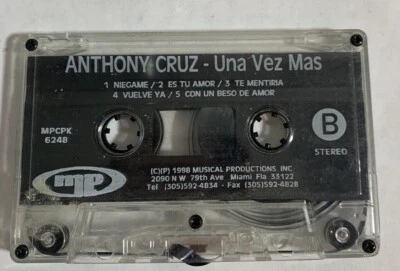 ANTHONY CRUZ - Una Vez Mas
1 NIEGAME / 2 ES TU AMOR / 3 TE MENTIRIA
4 VUELVE YA / 5 CON UN BESO DE AMOR
MPCPK
6248
B
STEREO
mp
(C)(P) 1998 MUSICAL PRODUCTIONS INC
2090 N W 79th Ave Miami Fla 33122
Tel (305)592-4834 - Fax (305)592-4828